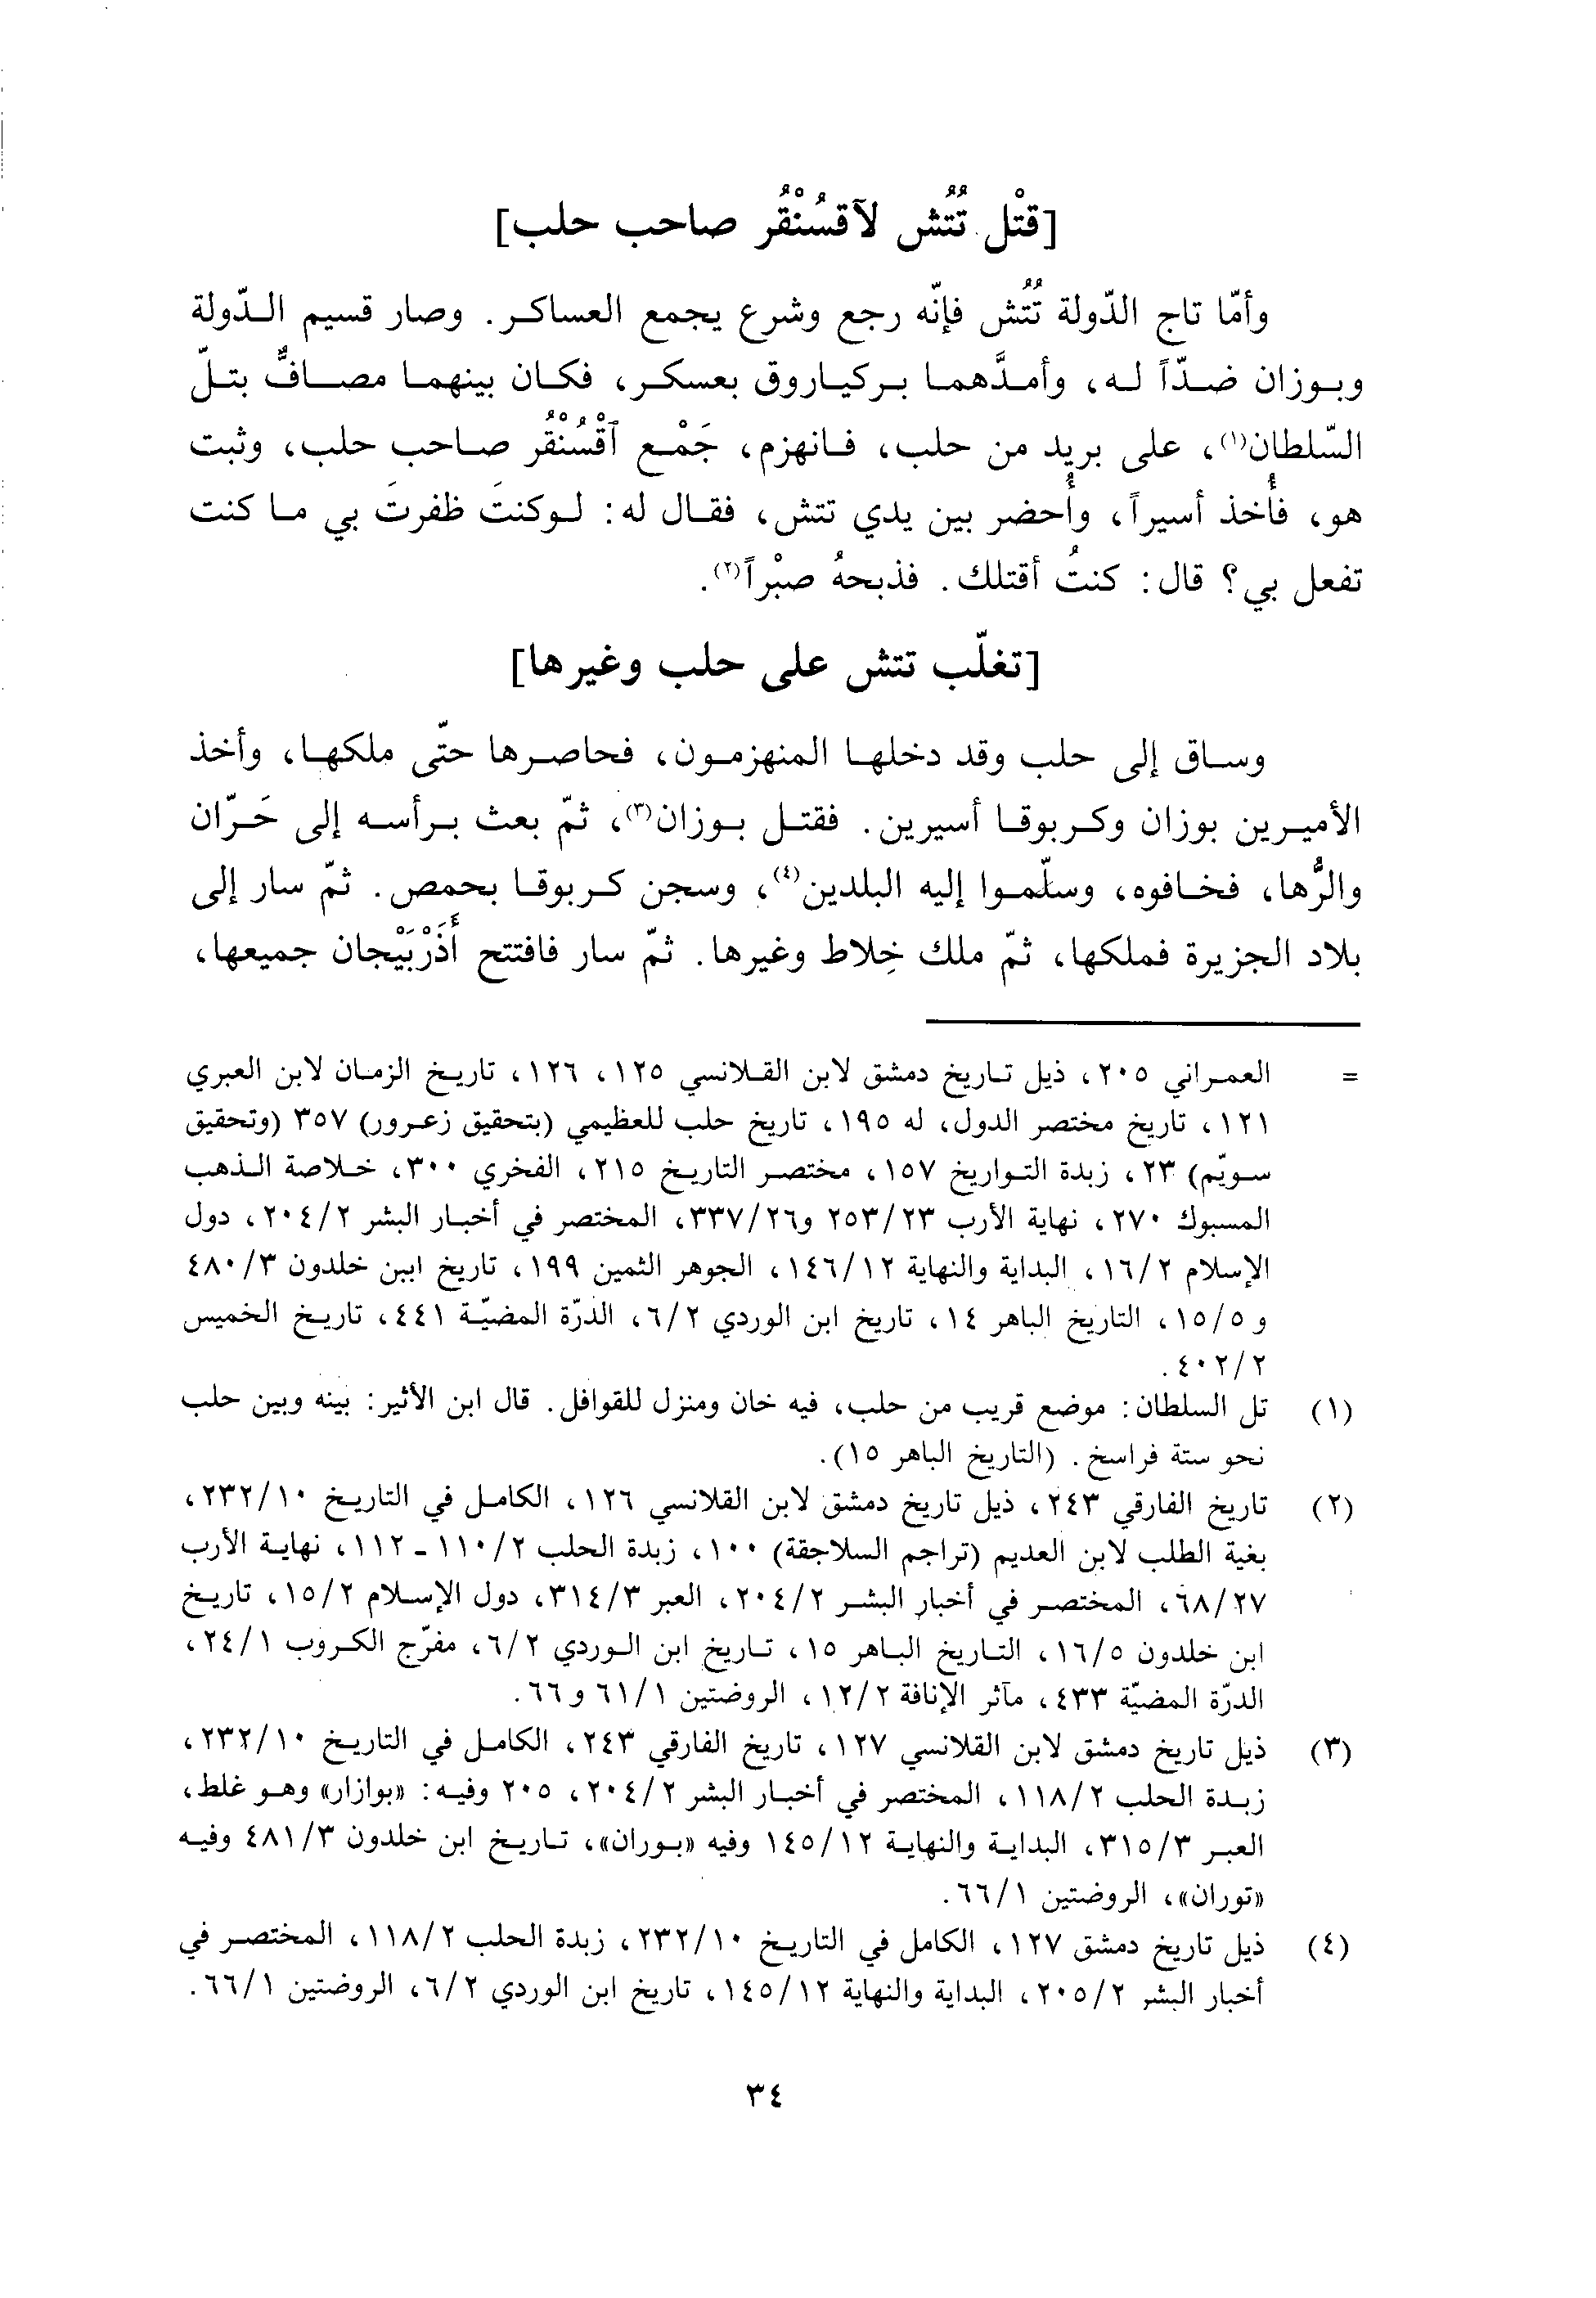 [قتْل تُتُش لآقسُنْقُر صاحب حلب]
وأمّا تاج الدّولة تُتُش فإنّه رجع وشرع يجمع العساكر. وصار قسيم الدّولة
وبوزان ضدّاً له، وأمدَّهما بركياروق بعسكر، فكان بينهما مصافٌّ بتلّ
السّلطان(١)، على بريد من حلب، فانهزم، جَمْع آقْسُنْقُر صاحب حلب، وثبت
هو، فأُخذ أسيراً، وأُحضر بين يدي تتش، فقال له: لوكنتَ ظفرتَ بي ما كنت
تفعل بي؟ قال: كنتُ أقتلك. فذبحهُ صبْراً(٢).
[تغلّب تتش على حلب وغيرها]
وساق إلى حلب وقد دخلها المنهزمون، فحاصرها حتّى ملكها، وأخذ
الأميرين بوزان وكربوقا أسيرين. فقتل بوزان(٣)، ثمّ بعث برأسه إلى حَرّان
والرُّها، فخافوه، وسلّموا إليه البلدين(٤)، وسجن كربوقا بحمص. ثمّ سار إلى
بلاد الجزيرة فملكها، ثمّ ملك خِلاط وغيرها. ثمّ سار فافتتح أَذَرْبَيْجان جميعها،
= العمراني ٢٠٥، ذيل تاريخ دمشق لابن القلانسي ١٢٥، ١٢٦، تاريخ الزمان لابن العبري
١٢١، تاريخ مختصر الدول، له ١٩٥، تاريخ حلب للعظيمي (بتحقيق زعرور) ٣٥٧ (وتحقيق
سويّم) ٢٣، زبدة التواريخ ١٥٧، مختصر التاريخ ٢١٥، الفخري ٣٠٠، خلاصة الذهب
المسبوك ٢٧٠، نهاية الأرب ٢٥٣/٢٣ و٣٣٧/٢٦، المختصر في أخبار البشر ٢٠٤/٢، دول
الإسلام ١٦/٢، البداية والنهاية ١٤٦/١٢، الجوهر الثمين ١٩٩، تاريخ ابن خلدون ٤٨٠/٣
و ١٥/٥، التاريخ الباهر ١٤، تاريخ ابن الوردي ٦/٢، الدرّة المضيّة ٤٤١، تاريخ الخميس
٤٠٢/٢.
(١) تل السلطان: موضع قريب من حلب، فيه خان ومنزل للقوافل. قال ابن الأثير: بينه وبين حلب
نحو ستة فراسخ. (التاريخ الباهر ١٥).
(٢) تاريخ الفارقي ٢٤٣، ذيل تاريخ دمشق لابن القلانسي ١٢٦، الكامل في التاريخ ٢٣٢/١٠،
بغية الطلب لابن العديم (تراجم السلاجقة) ١٠٠، زبدة الحلب ١١٠/٢ - ١١٢، نهاية الأرب
٦٨/٢٧، المختصر في أخبار البشر ٢٠٤/٢، العبر ٣١٤/٣، دول الإسلام ١٥/٢، تاريخ
ابن خلدون ١٦/٥، التاريخ الباهر ١٥، تاريخ ابن الوردي ٦/٢، مفرّج الكروب ٢٤/١،
الدرّة المضيّة ٤٣٣، مآثر الإنافة ١٢/٢، الروضتين ٦١/١ و ٦٦.
(٣) ذيل تاريخ دمشق لابن القلانسي ١٢٧، تاريخ الفارقي ٢٤٣، الكامل في التاريخ ٢٣٢/١٠،
زبدة الحلب ١١٨/٢، المختصر في أخبار البشر ٢٠٤/٢، ٢٠٥ وفيه: «بوازار» وهو غلط،
العبر ٣١٥/٣، البداية والنهاية ١٤٥/١٢ وفيه «بوران»، تاريخ ابن خلدون ٤٨١/٣ وفيه
«توران»، الروضتين ٦٦/١.
(٤) ذيل تاريخ دمشق ١٢٧، الكامل في التاريخ ٢٣٢/١٠، زبدة الحلب ١١٨/٢، المختصر في
أخبار البشر ٢٠٥/٢، البداية والنهاية ١٤٥/١٢، تاريخ ابن الوردي ٦/٢، الروضتين ٦٦/١.
٣٤